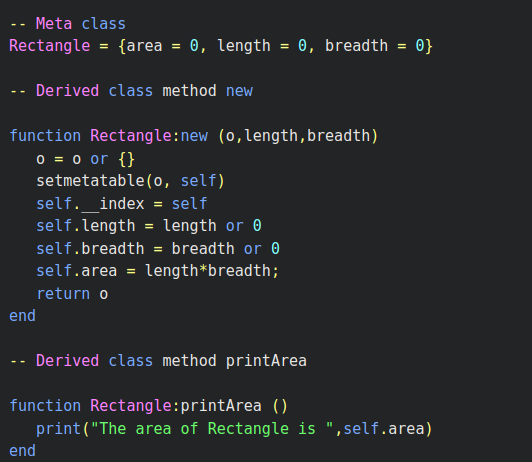 -- Meta class
Rectangle = {area = 0, length = 0, breadth = 0}
-- Derived class method new
function Rectangle:new (o,length,breadth)
o = o or {}
setmetatable(o, self)
self.__index = self
self.length = length or 0
self.breadth = breadth or 0
self.area = length*breadth;
return o
end
-- Derived class method printArea
function Rectangle:printArea ()
print("The area of Rectangle is ",self.area)
end